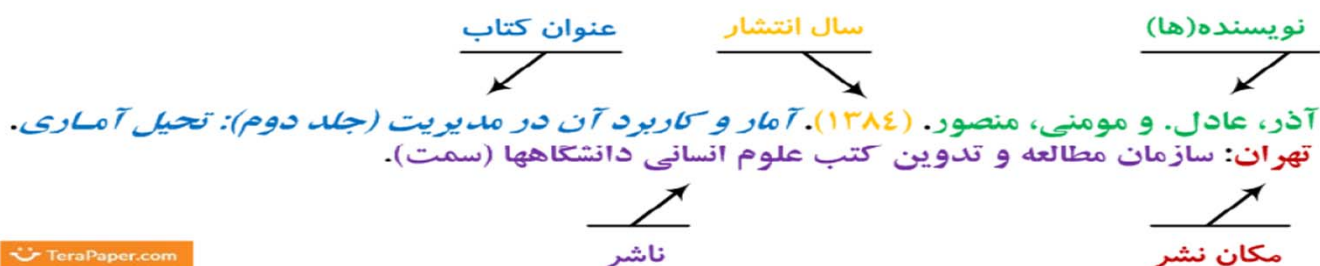 نویسنده(ها)
سال انتشار
عنوان کتاب
آذر، عادل. و مومنی، منصور. (۱۳۸٤). آمار و کاربرد آن در مدیریت (جلد دوم): تحیل آماری.
تهران: سازمان مطالعه و تدوین کتب علوم انسانی دانشگاهها (سمت).
مکان نشر
ناشر
TeraPaper.com